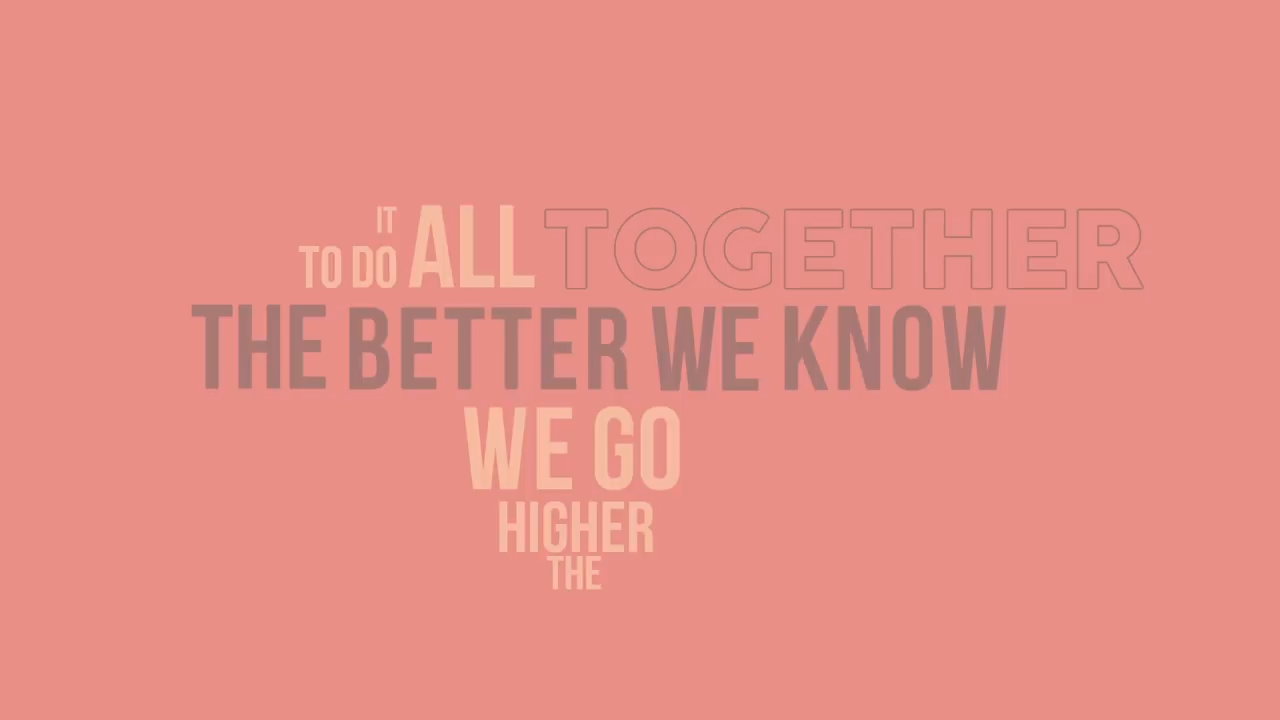 IT
TO DO ALL TOGETHER
THE BETTER WE KNOW
WE GO
HIGHER
THE